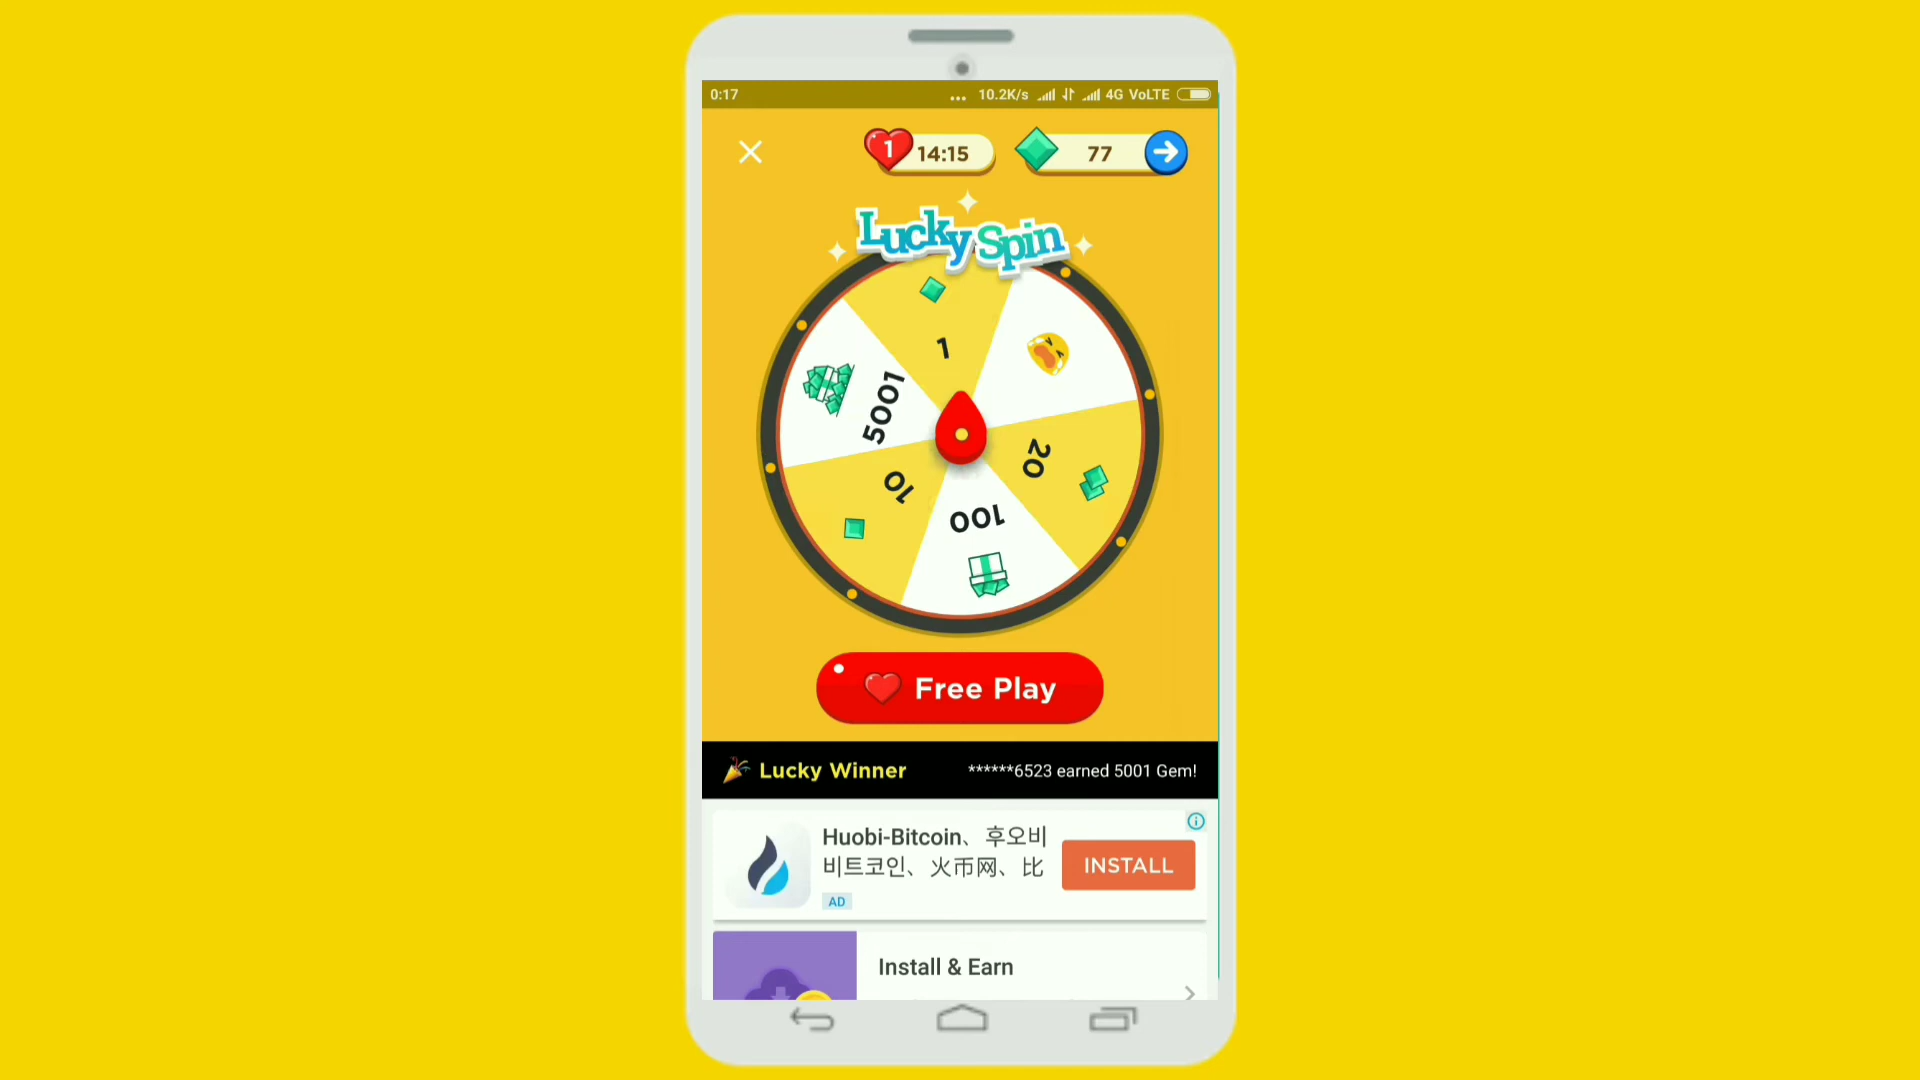 0:17
... 10.2K/s 4G VoLTE
1 14:15 77
Lucky Spin
1
5001
20
10
100
Free Play
Lucky Winner ******6523 earned 5001 Gem!
Huobi-Bitcoin、후오비
비트코인、火币网、比
INSTALL
AD
Install & Earn